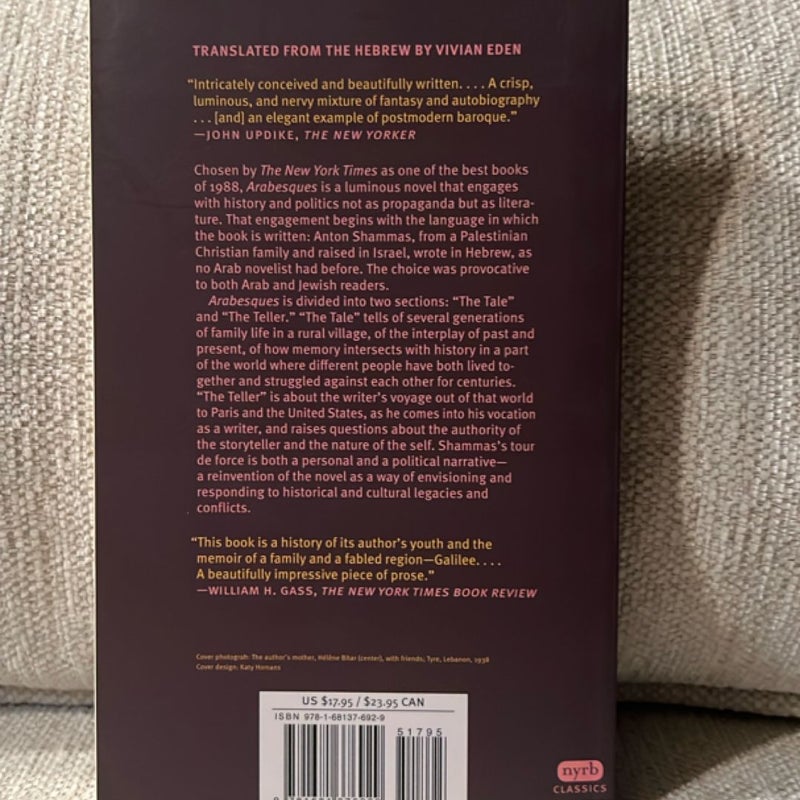 TRANSLATED FROM THE HEBREW BY VIVIAN EDEN
“Intricately conceived and beautifully written. . . . A crisp,
luminous, and nervy mixture of fantasy and autobiography
. . . [and] an elegant example of postmodern baroque.”
—JOHN UPDIKE, THE NEW YORKER
Chosen by The New York Times as one of the best books
of 1988, Arabesques is a luminous novel that engages
with history and politics not as propaganda but as litera-
ture. That engagement begins with the language in which
the book is written: Anton Shammas, from a Palestinian
Christian family and raised in Israel, wrote in Hebrew, as
no Arab novelist had before. The choice was provocative
to both Arab and Jewish readers.
Arabesques is divided into two sections: “The Tale”
and “The Teller.” “The Tale” tells of several generations
of family life in a rural village, of the interplay of past and
present, of how memory intersects with history in a part
of the world where different people have both lived to-
gether and struggled against each other for centuries.
“The Teller” is about the writer’s voyage out of that world
to Paris and the United States, as he comes into his vocation
as a writer, and raises questions about the authority of
the storyteller and the nature of the self. Shammas’s tour
de force is both a personal and a political narrative—
a reinvention of the novel as a way of envisioning and
responding to historical and cultural legacies and
conflicts.
“This book is a history of its author’s youth and the
memoir of a family and a fabled region—Galilee. . . .
A beautifully impressive piece of prose.”
—WILLIAM H. GASS, THE NEW YORK TIMES BOOK REVIEW
Cover photograph: The author’s mother, Hélène Bitar (center), with friends; Tyre, Lebanon, 1938
Cover design: Katy Homans
US $17.95 / $23.95 CAN
ISBN 978-1-68137-692-9
51795
nyrb
CLASSICS